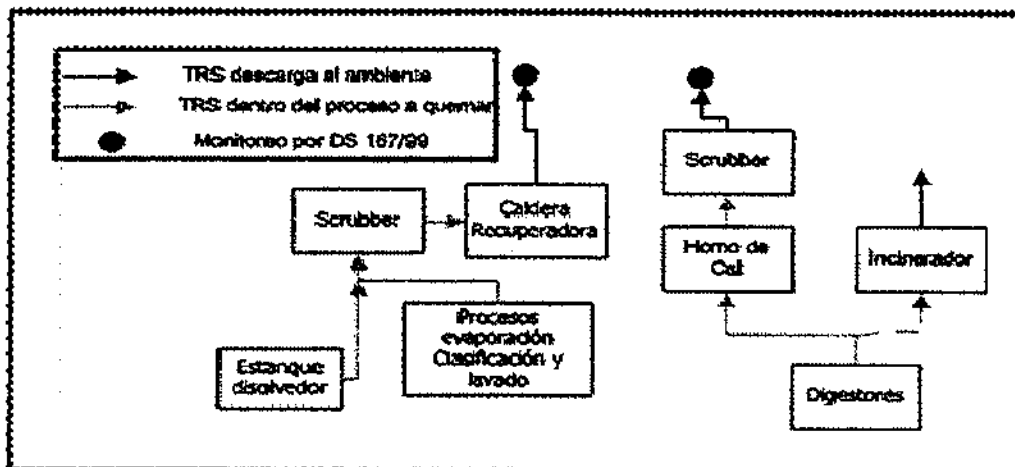 TRS descarga al ambiente
TRS dentro del proceso a quemar
Monitoreo por DS 167/99
Scrubber
Scrubber
Caldera
Recuperadora
Horno de
Cal
Incinerador
Procesos
evaporación
Clasificación y
lavado
Estanque
disolvedor
Digestores